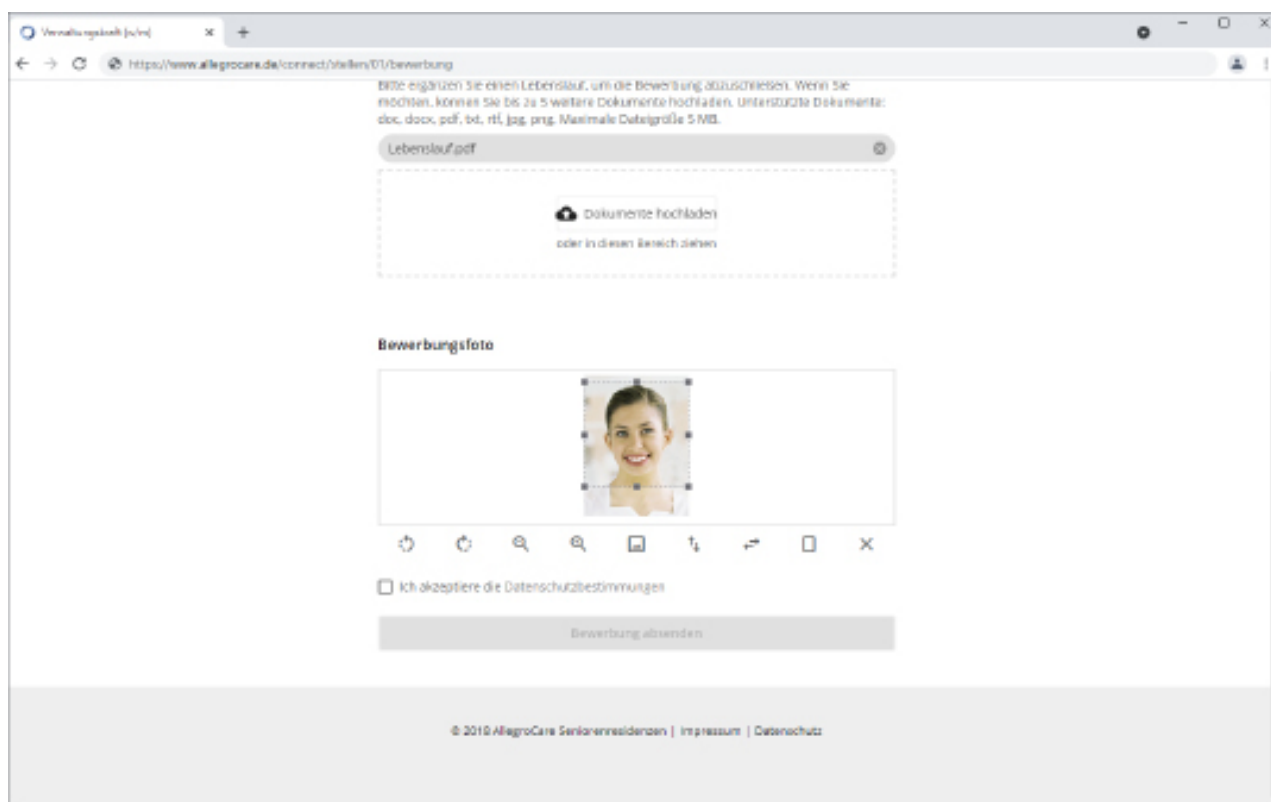 https://www.allegrocare.de/connect/stellen/01/bewerbung
Bitte ergänzen Sie einen Lebenslauf, um die Bewerbung abzuschließen. Wenn Sie
möchten, können Sie bis zu 5 weitere Dokumente hochladen. Unterstützte Dokumente:
doc, docx, pdf, txt, rtf, jpg, png. Maximale Dateigröße 5 MB.
Lebenslauf.pdf
Dokumente hochladen
oder in diesen Bereich ziehen
Bewerbungsfoto
Ich akzeptiere die Datenschutzbestimmungen
Bewerbung absenden
© 2018 AllegroCare Seniorenresidenzen | Impressum | Datenschutz